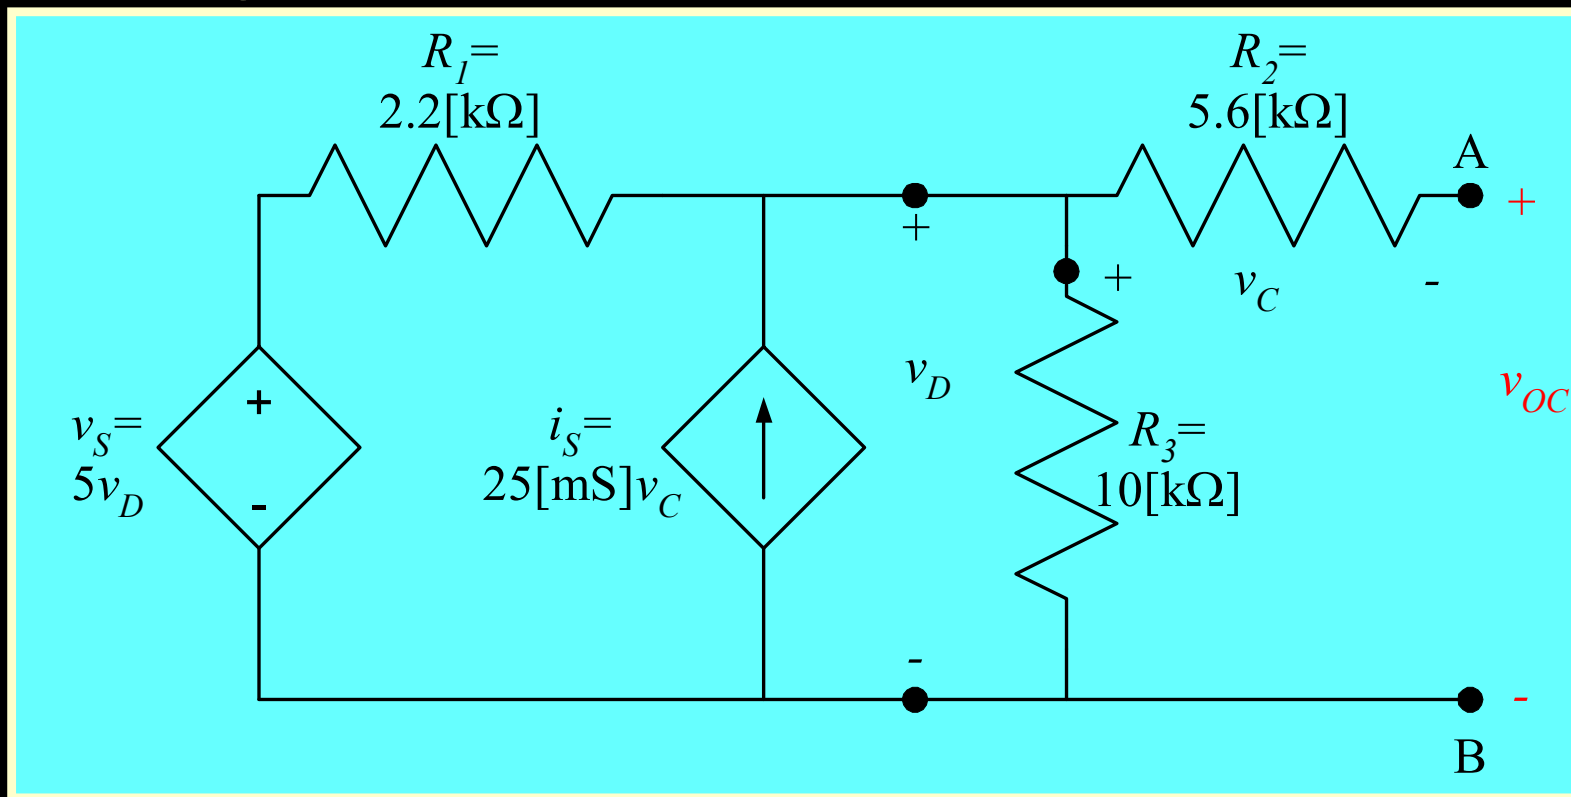 R1=
2.2[kΩ]
R2=
5.6[kΩ]
A
+
+
+
vC
-
vD
vOC
+
-
vS=
5vD
iS=
25[mS]vC
R3=
10[kΩ]
-
-
B